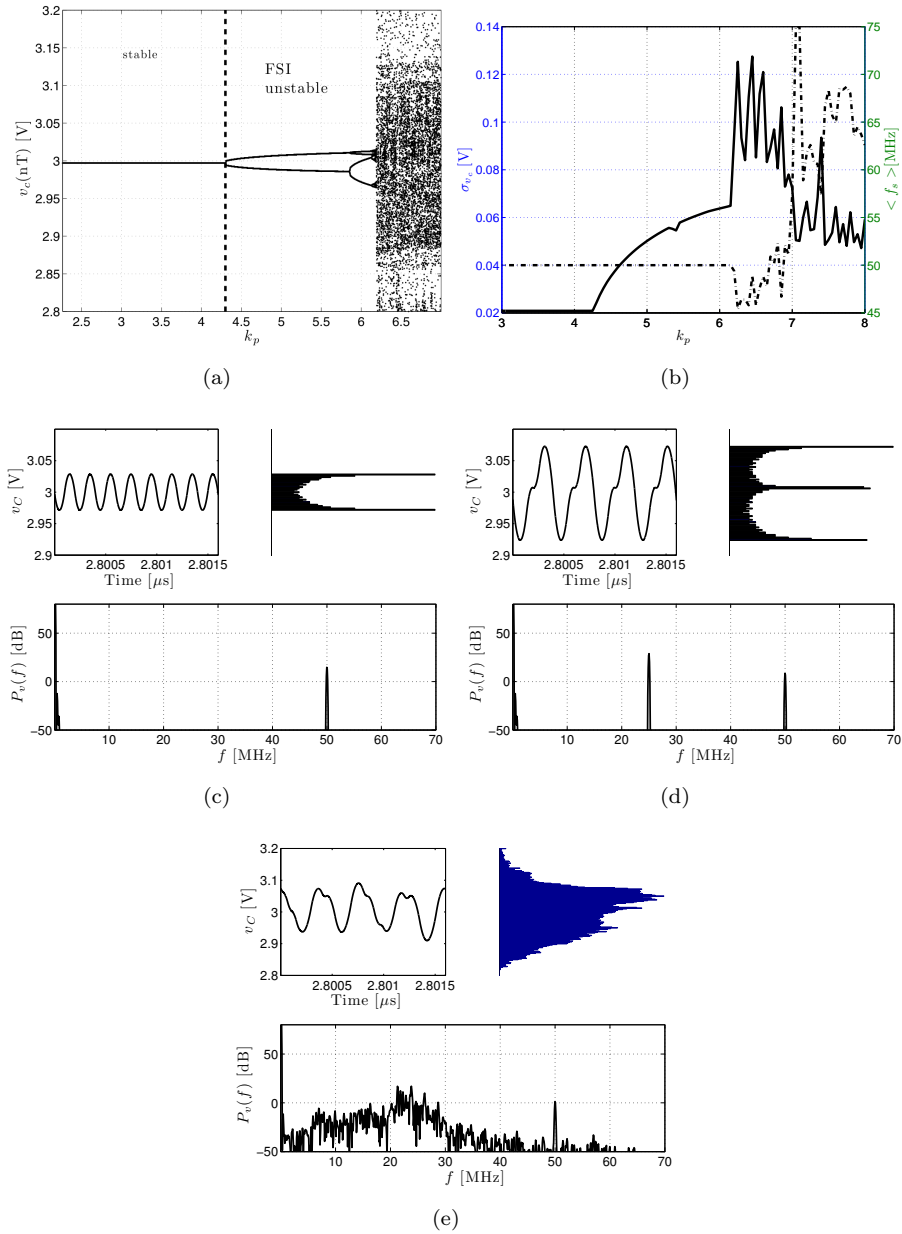 3.2
3.15
3.1
3.05
3
2.95
2.9
2.85
2.8
v_c(nT) [V]
stable
FSI
unstable
2.5 3 3.5 4 4.5 5 5.5 6 6.5
k_p
(a)
0.14
0.12
0.1
0.08
0.06
0.04
0.02
σ_{v_c} [V]
75
70
65
60
55
50
45
< f_s >[MHz]
3 4 5 6 7 8
k_p
(b)
3.05
3
2.95
2.9
v_C [V]
2.8005 2.801 2.8015
Time [μs]
50
0
−50
P_v(f) [dB]
10 20 30 40 50 60 70
f [MHz]
(c)
3.05
3
2.95
2.9
v_C [V]
2.8005 2.801 2.8015
Time [μs]
50
0
−50
P_v(f) [dB]
10 20 30 40 50 60 70
f [MHz]
(d)
3.2
3.1
3
2.9
2.8
v_C [V]
2.8005 2.801 2.8015
Time [μs]
50
0
−50
P_v(f) [dB]
10 20 30 40 50 60 70
f [MHz]
(e)